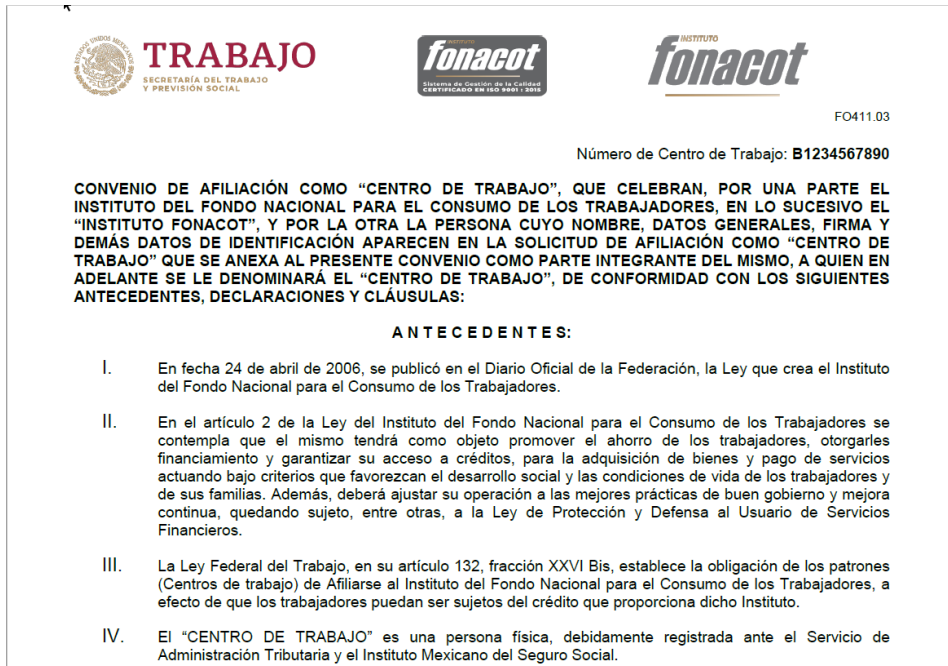 TRABAJO
SECRETARÍA DEL TRABAJO
Y PREVISIÓN SOCIAL
INSTITUTO
fonacot
Sistema de Gestión de la Calidad
CERTIFICADO EN ISO 9001 : 2015
INSTITUTO
fonacot
FO411.03
Número de Centro de Trabajo: B1234567890
CONVENIO DE AFILIACIÓN COMO “CENTRO DE TRABAJO”, QUE CELEBRAN, POR UNA PARTE EL
INSTITUTO DEL FONDO NACIONAL PARA EL CONSUMO DE LOS TRABAJADORES, EN LO SUCESIVO EL
“INSTITUTO FONACOT”, Y POR LA OTRA LA PERSONA CUYO NOMBRE, DATOS GENERALES, FIRMA Y
DEMÁS DATOS DE IDENTIFICACIÓN APARECEN EN LA SOLICITUD DE AFILIACIÓN COMO “CENTRO DE
TRABAJO” QUE SE ANEXA AL PRESENTE CONVENIO COMO PARTE INTEGRANTE DEL MISMO, A QUIEN EN
ADELANTE SE LE DENOMINARÁ EL “CENTRO DE TRABAJO”, DE CONFORMIDAD CON LOS SIGUIENTES
ANTECEDENTES, DECLARACIONES Y CLÁUSULAS:
A N T E C E D E N T E S:
I. En fecha 24 de abril de 2006, se publicó en el Diario Oficial de la Federación, la Ley que crea el Instituto
del Fondo Nacional para el Consumo de los Trabajadores.
II. En el artículo 2 de la Ley del Instituto del Fondo Nacional para el Consumo de los Trabajadores se
contempla que el mismo tendrá como objeto promover el ahorro de los trabajadores, otorgarles
financiamiento y garantizar su acceso a créditos, para la adquisición de bienes y pago de servicios
actuando bajo criterios que favorezcan el desarrollo social y las condiciones de vida de los trabajadores y
de sus familias. Además, deberá ajustar su operación a las mejores prácticas de buen gobierno y mejora
continua, quedando sujeto, entre otras, a la Ley de Protección y Defensa al Usuario de Servicios
Financieros.
III. La Ley Federal del Trabajo, en su artículo 132, fracción XXVI Bis, establece la obligación de los patrones
(Centros de trabajo) de Afiliarse al Instituto del Fondo Nacional para el Consumo de los Trabajadores, a
efecto de que los trabajadores puedan ser sujetos del crédito que proporciona dicho Instituto.
IV. El “CENTRO DE TRABAJO” es una persona física, debidamente registrada ante el Servicio de
Administración Tributaria y el Instituto Mexicano del Seguro Social.